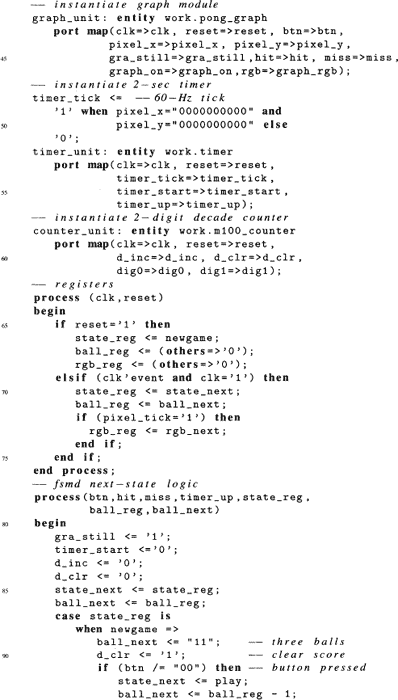 -- instantiate graph module
graph_unit: entity work.pong_graph
port map(clk=>clk, reset=>reset, btn=>btn,
pixel_x=>pixel_x, pixel_y=>pixel_y,
45 gra_still=>gra_still,hit=>hit, miss=>miss,
graph_on=>graph_on,rgb=>graph_rgb);
-- instantiate 2-sec timer
timer_tick <= -- 60-Hz tick
'1' when pixel_x="0000000000" and
50 pixel_y="0000000000" else
'0';
timer_unit: entity work.timer
port map(clk=>clk, reset=>reset,
timer_tick=>timer_tick,
55 timer_start=>timer_start,
timer_up=>timer_up);
-- instantiate 2-digit decade counter
counter_unit: entity work.m100_counter
port map(clk=>clk, reset=>reset,
60 d_inc=>d_inc, d_clr=>d_clr,
dig0=>dig0, dig1=>dig1);
-- registers
process (clk,reset)
begin
65 if reset='1' then
state_reg <= newgame;
ball_reg <= (others=>'0');
rgb_reg <= (others=>'0');
elsif (clk'event and clk='1') then
70 state_reg <= state_next;
ball_reg <= ball_next;
if (pixel_tick='1') then
rgb_reg <= rgb_next;
end if;
75 end if;
end process;
-- fsmd next-state logic
process(btn,hit,miss,timer_up,state_reg,
ball_reg,ball_next)
80 begin
gra_still <= '1';
timer_start <='0';
d_inc <= '0';
d_clr <= '0';
85 state_next <= state_reg;
ball_next <= ball_reg;
case state_reg is
when newgame =>
ball_next <= "11"; -- three balls
90 d_clr <= '1'; -- clear score
if (btn /= "00") then -- button pressed
state_next <= play;
ball_next <= ball_reg - 1;